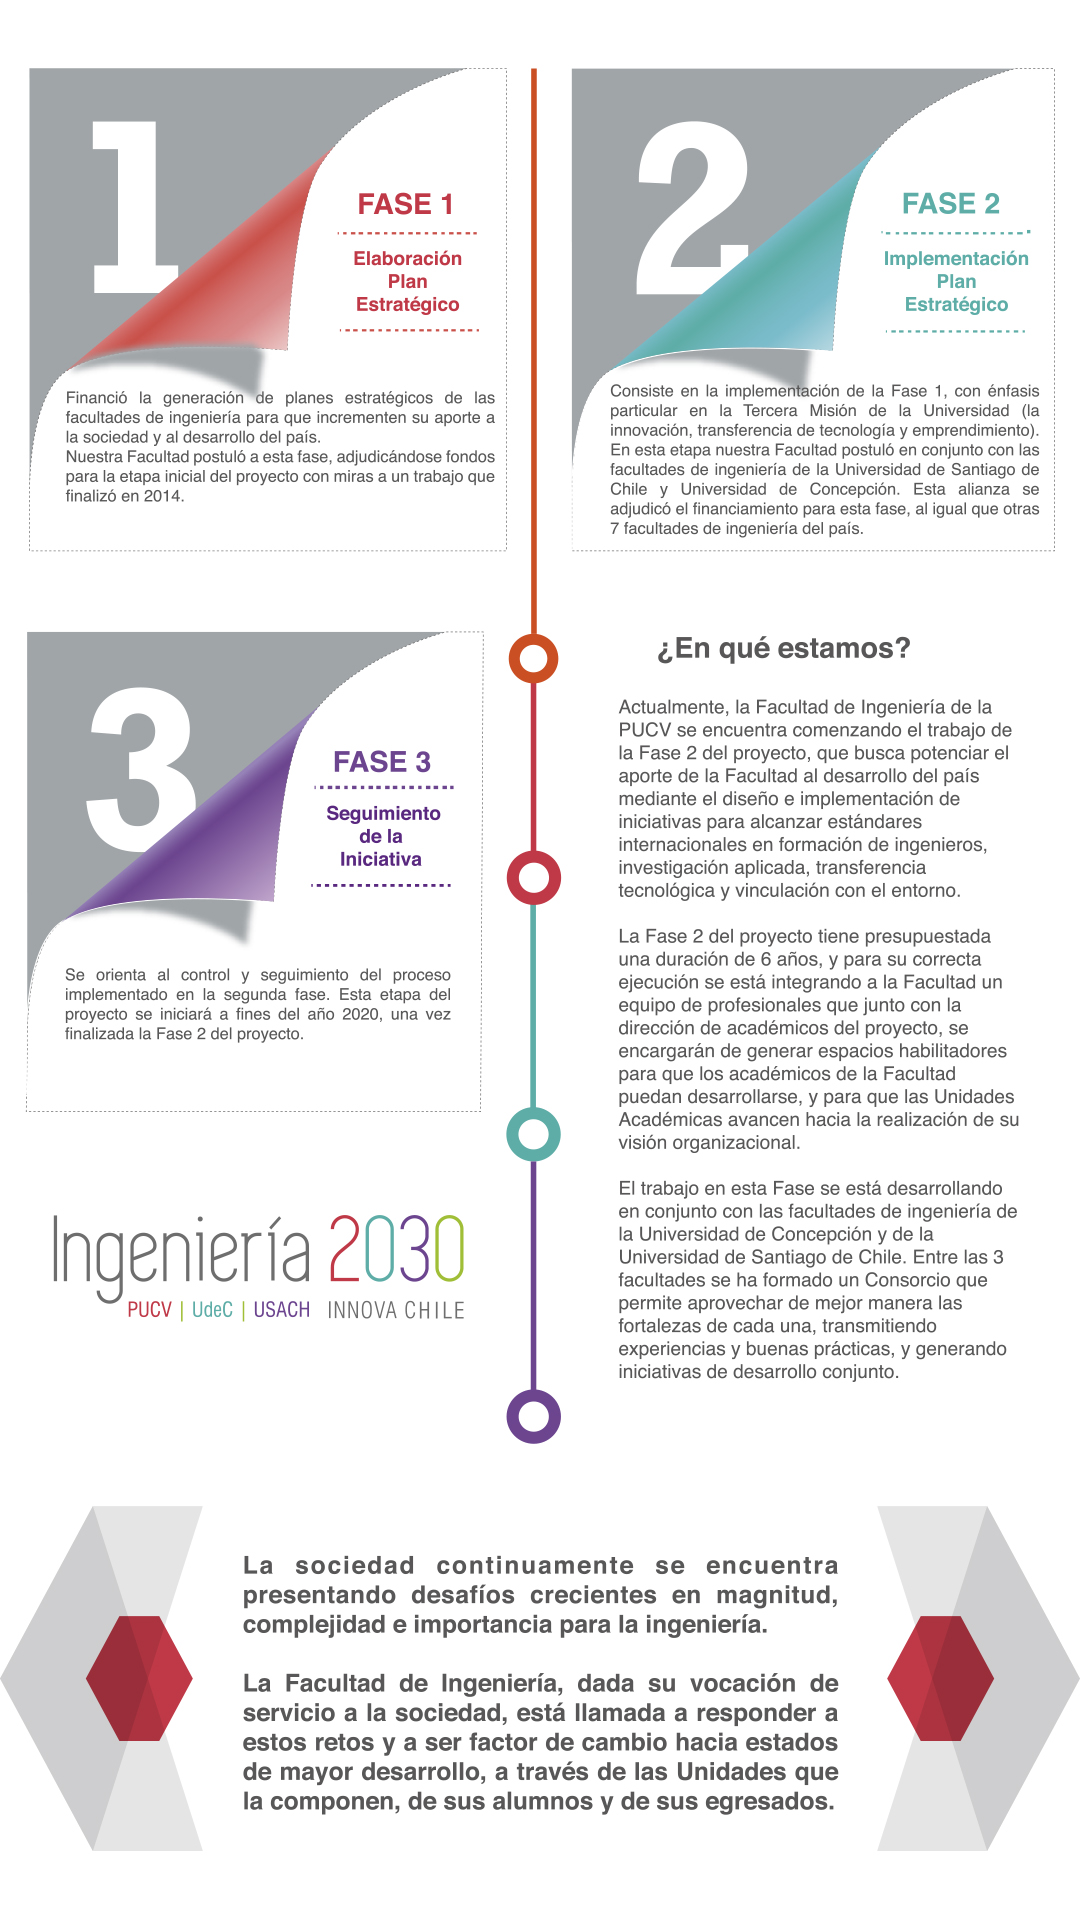 1
FASE 1
Elaboración
Plan
Estratégico
Financió la generación de planes estratégicos de las
facultades de ingeniería para que incrementen su aporte a
la sociedad y al desarrollo del país.
Nuestra Facultad postuló a esta fase, adjudicándose fondos
para la etapa inicial del proyecto con miras a un trabajo que
finalizó en 2014.
2
FASE 2
Implementación
Plan
Estratégico
Consiste en la implementación de la Fase 1, con énfasis
particular en la Tercera Misión de la Universidad (la
innovación, transferencia de tecnología y emprendimiento).
En esta etapa nuestra Facultad postuló en conjunto con las
facultades de ingeniería de la Universidad de Santiago de
Chile y Universidad de Concepción. Esta alianza se
adjudicó el financiamiento para esta fase, al igual que otras
7 facultades de ingeniería del país.
3
FASE 3
Seguimiento
de la
Iniciativa
Se orienta al control y seguimiento del proceso
implementado en la segunda fase. Esta etapa del
proyecto se iniciará a fines del año 2020, una vez
finalizada la Fase 2 del proyecto.
Ingeniería 2030
PUCV | UdeC | USACH INNOVA CHILE
¿En qué estamos?
Actualmente, la Facultad de Ingeniería de la
PUCV se encuentra comenzando el trabajo de
la Fase 2 del proyecto, que busca potenciar el
aporte de la Facultad al desarrollo del país
mediante el diseño e implementación de
iniciativas para alcanzar estándares
internacionales en formación de ingenieros,
investigación aplicada, transferencia
tecnológica y vinculación con el entorno.
La Fase 2 del proyecto tiene presupuestada
una duración de 6 años, y para su correcta
ejecución se está integrando a la Facultad un
equipo de profesionales que junto con la
dirección de académicos del proyecto, se
encargarán de generar espacios habilitadores
para que los académicos de la Facultad
puedan desarrollarse, y para que las Unidades
Académicas avancen hacia la realización de su
visión organizacional.
El trabajo en esta Fase se está desarrollando
en conjunto con las facultades de ingeniería de
la Universidad de Concepción y de la
Universidad de Santiago de Chile. Entre las 3
facultades se ha formado un Consorcio que
permite aprovechar de mejor manera las
fortalezas de cada una, transmitiendo
experiencias y buenas prácticas, y generando
iniciativas de desarrollo conjunto.
La sociedad continuamente se encuentra
presentando desafíos crecientes en magnitud,
complejidad e importancia para la ingeniería.
La Facultad de Ingeniería, dada su vocación de
servicio a la sociedad, está llamada a responder a
estos retos y a ser factor de cambio hacia estados
de mayor desarrollo, a través de las Unidades que
la componen, de sus alumnos y de sus egresados.